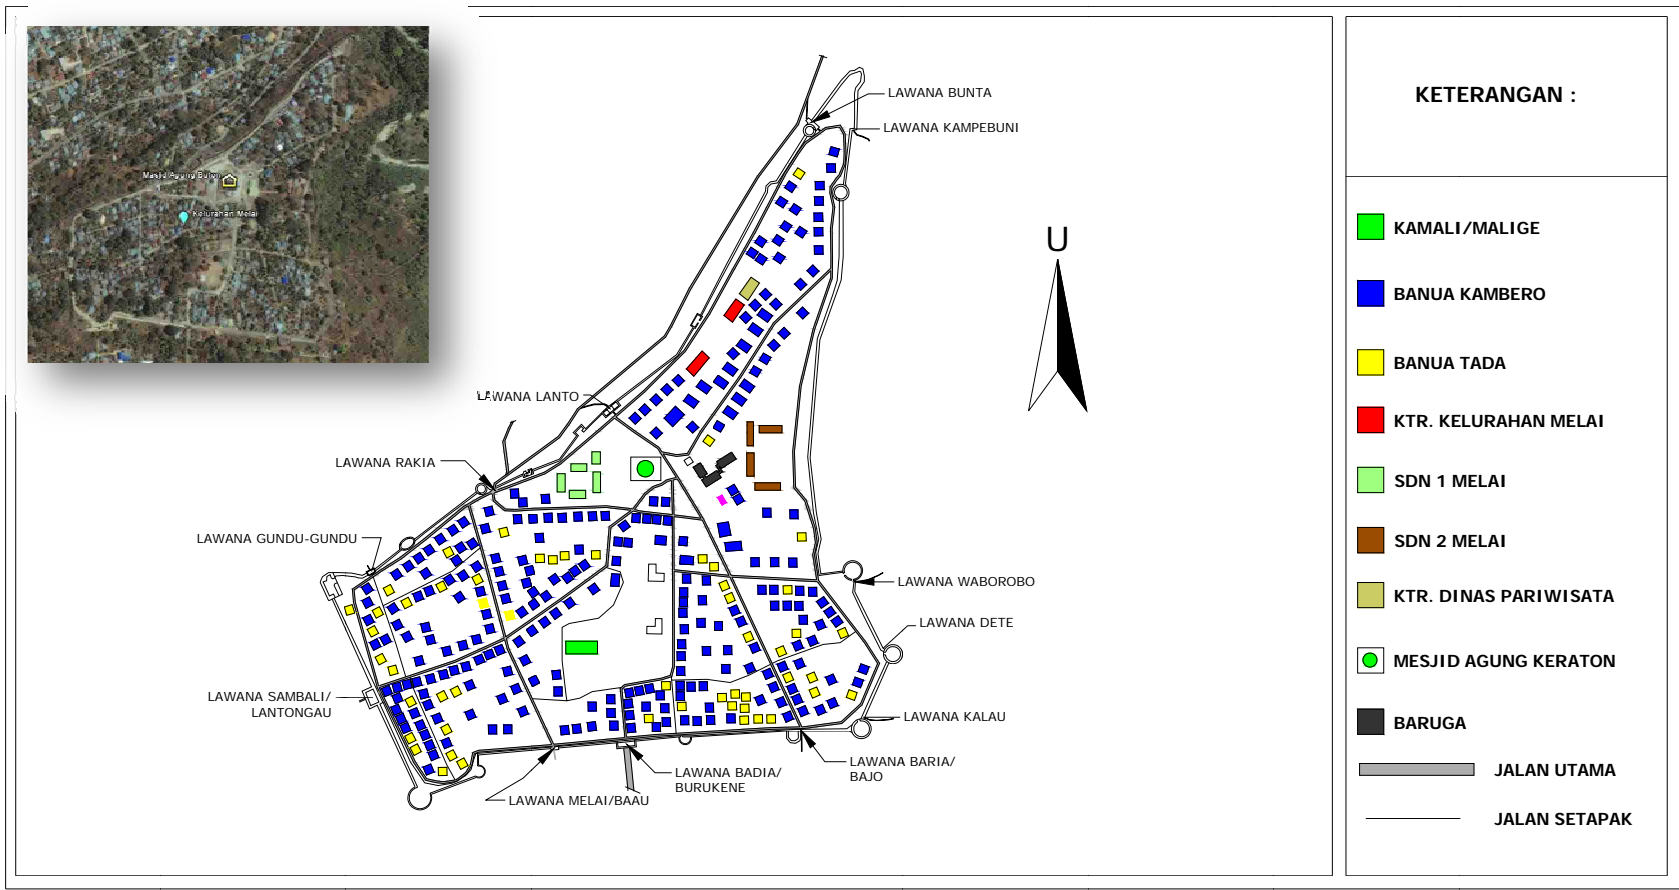 Masjid Agung Buton
Kelurahan Melai
LAWANA BUNTA
LAWANA KAMPEBUNI
U
LAWANA LANTO
LAWANA RAKIA
LAWANA GUNDU-GUNDU
LAWANA WABOROBO
LAWANA DETE
LAWANA SAMBALI/
LANTONGAU
LAWANA KALAU
LAWANA BARIA/
BAJO
LAWANA BADIA/
BURUKENE
LAWANA MELAI/BAAU
KETERANGAN :
KAMALI/MALIGE
BANUA KAMBERO
BANUA TADA
KTR. KELURAHAN MELAI
SDN 1 MELAI
SDN 2 MELAI
KTR. DINAS PARIWISATA
MESJID AGUNG KERATON
BARUGA
JALAN UTAMA
JALAN SETAPAK